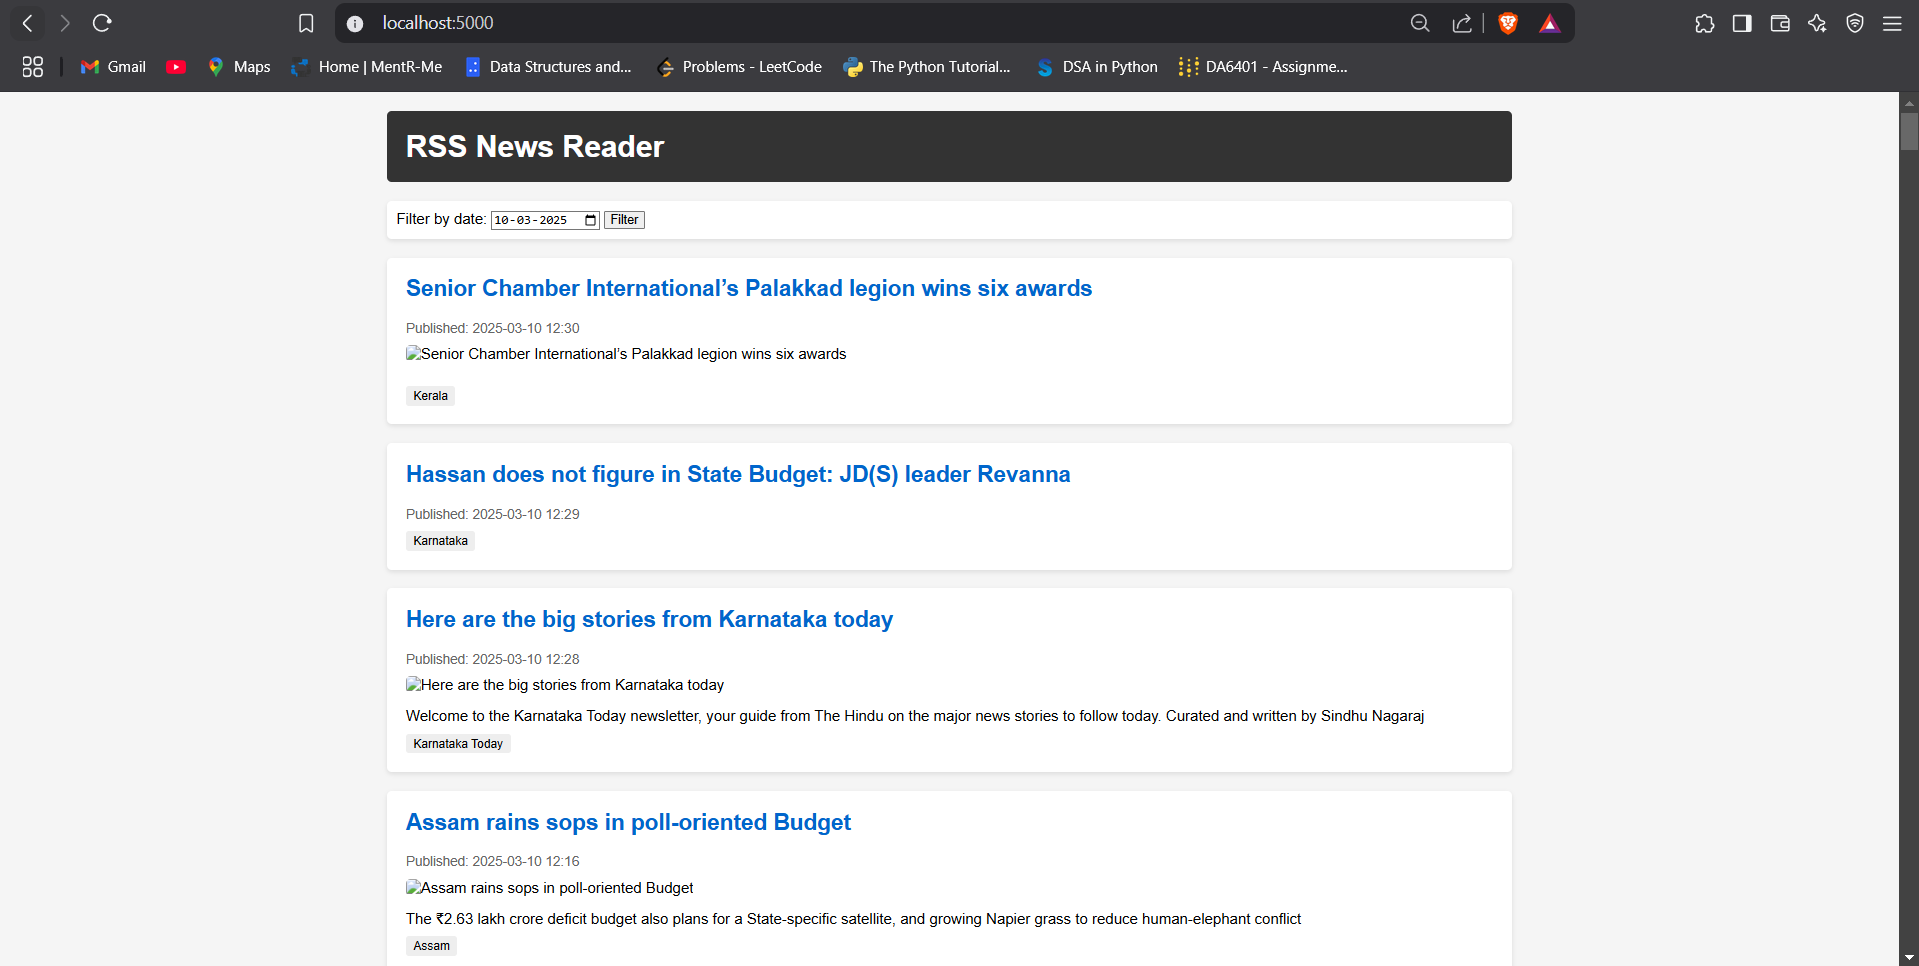 localhost:5000
Gmail Maps Home | MentR-Me Data Structures and... Problems - LeetCode The Python Tutorial... DSA in Python DA6401 - Assignme...
RSS News Reader
Filter by date: 10-03-2025 Filter
Senior Chamber International’s Palakkad legion wins six awards
Published: 2025-03-10 12:30
Senior Chamber International’s Palakkad legion wins six awards
Kerala
Hassan does not figure in State Budget: JD(S) leader Revanna
Published: 2025-03-10 12:29
Karnataka
Here are the big stories from Karnataka today
Published: 2025-03-10 12:28
Here are the big stories from Karnataka today
Welcome to the Karnataka Today newsletter, your guide from The Hindu on the major news stories to follow today. Curated and written by Sindhu Nagaraj
Karnataka Today
Assam rains sops in poll-oriented Budget
Published: 2025-03-10 12:16
Assam rains sops in poll-oriented Budget
The ₹2.63 lakh crore deficit budget also plans for a State-specific satellite, and growing Napier grass to reduce human-elephant conflict
Assam